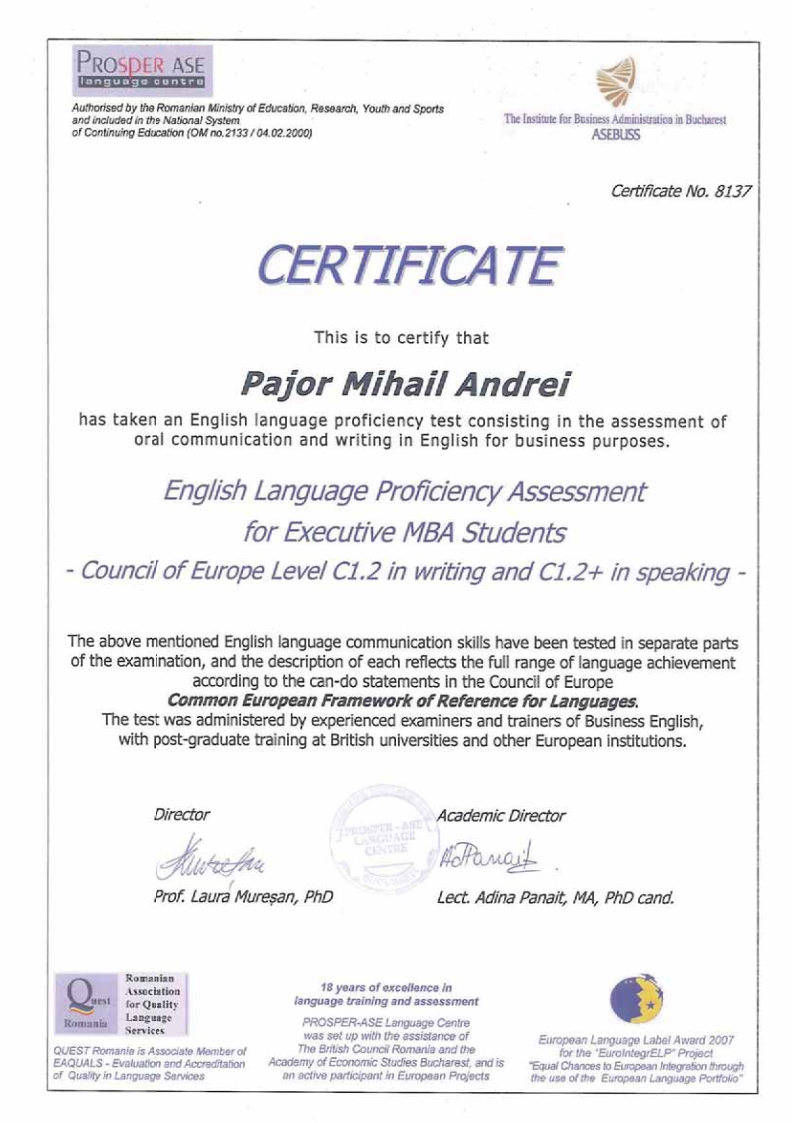 PROSPER ASE
language centre
Authorised by the Romanian Ministry of Education, Research, Youth and Sports
and included in the National System
of Continuing Education (OM no.2133 / 04.02.2000)
The Institute for Business Administration in Bucharest
ASEBUSS
Certificate No. 8137
CERTIFICATE
This is to certify that
Pajor Mihail Andrei
has taken an English language proficiency test consisting in the assessment of
oral communication and writing in English for business purposes.
English Language Proficiency Assessment
for Executive MBA Students
- Council of Europe Level C1.2 in writing and C1.2+ in speaking -
The above mentioned English language communication skills have been tested in separate parts
of the examination, and the description of each reflects the full range of language achievement
according to the can-do statements in the Council of Europe
Common European Framework of Reference for Languages.
The test was administered by experienced examiners and trainers of Business English,
with post-graduate training at British universities and other European institutions.
Director
Academic Director
PROSPER - ASE
LANGUAGE
CENTRE
AdPanait
Prof. Laura Mureşan, PhD
Lect. Adina Panait, MA, PhD cand.
Quest
Romania
Romanian
Association
for Quality
Language
Services
QUEST Romania is Associate Member of
EAQUALS - Evaluation and Accreditation
of Quality in Language Services
18 years of excellence in
language training and assessment
PROSPER-ASE Language Centre
was set up with the assistance of
The British Council Romania and the
Academy of Economic Studies Bucharest, and is
an active participant in European Projects
European Language Label Award 2007
for the "EuroIntegrELP" Project
"Equal Chances to European Integration through
the use of the European Language Portfolio"